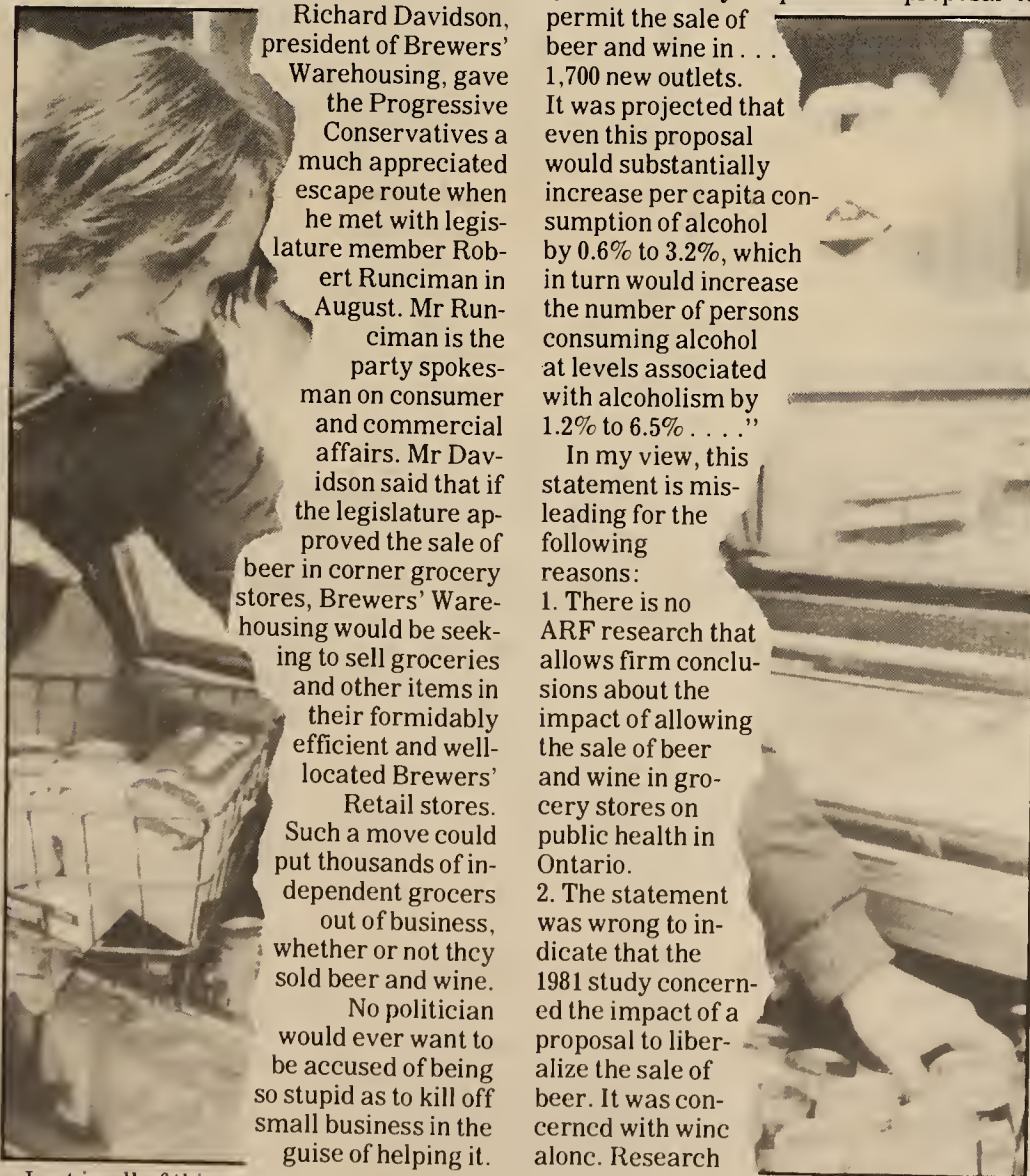 Richard Davidson,
president of Brewers'
Warehousing, gave
the Progressive
Conservatives a
much appreciated
escape route when
he met with legis-
lature member Rob-
ert Runciman in
August. Mr Run-
ciman is the
party spokes-
man on consumer
and commercial
affairs. Mr Dav-
idson said that if
the legislature ap-
proved the sale of
beer in corner grocery
stores, Brewers' Ware-
housing would be seek-
ing to sell groceries
and other items in
their formidably
efficient and well-
located Brewers'
Retail stores.
Such a move could
put thousands of in-
dependent grocers
out of business,
whether or not they
sold beer and wine.
No politician
would ever want to
be accused of being
so stupid as to kill off
small business in the
guise of helping it.
permit the sale of
beer and wine in . . .
1,700 new outlets.
It was projected that
even this proposal
would substantially
increase per capita con-
sumption of alcohol
by 0.6% to 3.2%, which
in turn would increase
the number of persons
consuming alcohol
at levels associated
with alcoholism by
1.2% to 6.5% . . . ."
In my view, this
statement is mis-
leading for the
following
reasons:
1. There is no
ARF research that
allows firm conclu-
sions about the
impact of allowing
the sale of beer
and wine in gro-
cery stores on
public health in
Ontario.
2. The statement
was wrong to in-
dicate that the
1981 study concern-
ed the impact of a
proposal to liber-
alize the sale of
beer. It was con-
cerned with wine
alone. Research